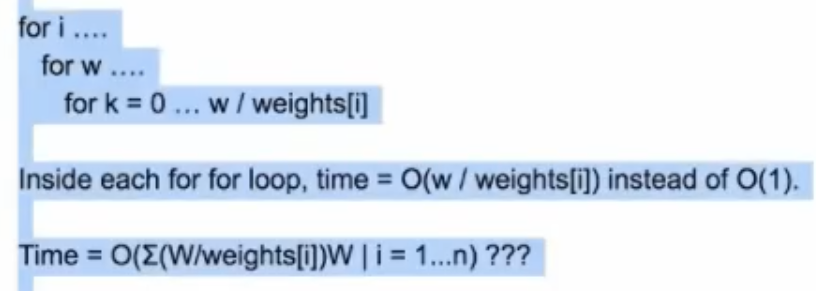 for i ....
for w ....
for k = 0 ... w / weights[i]
Inside each for for loop, time = O(w / weights[i]) instead of O(1).
Time = O(Σ(W/weights[i])W | i = 1...n) ???